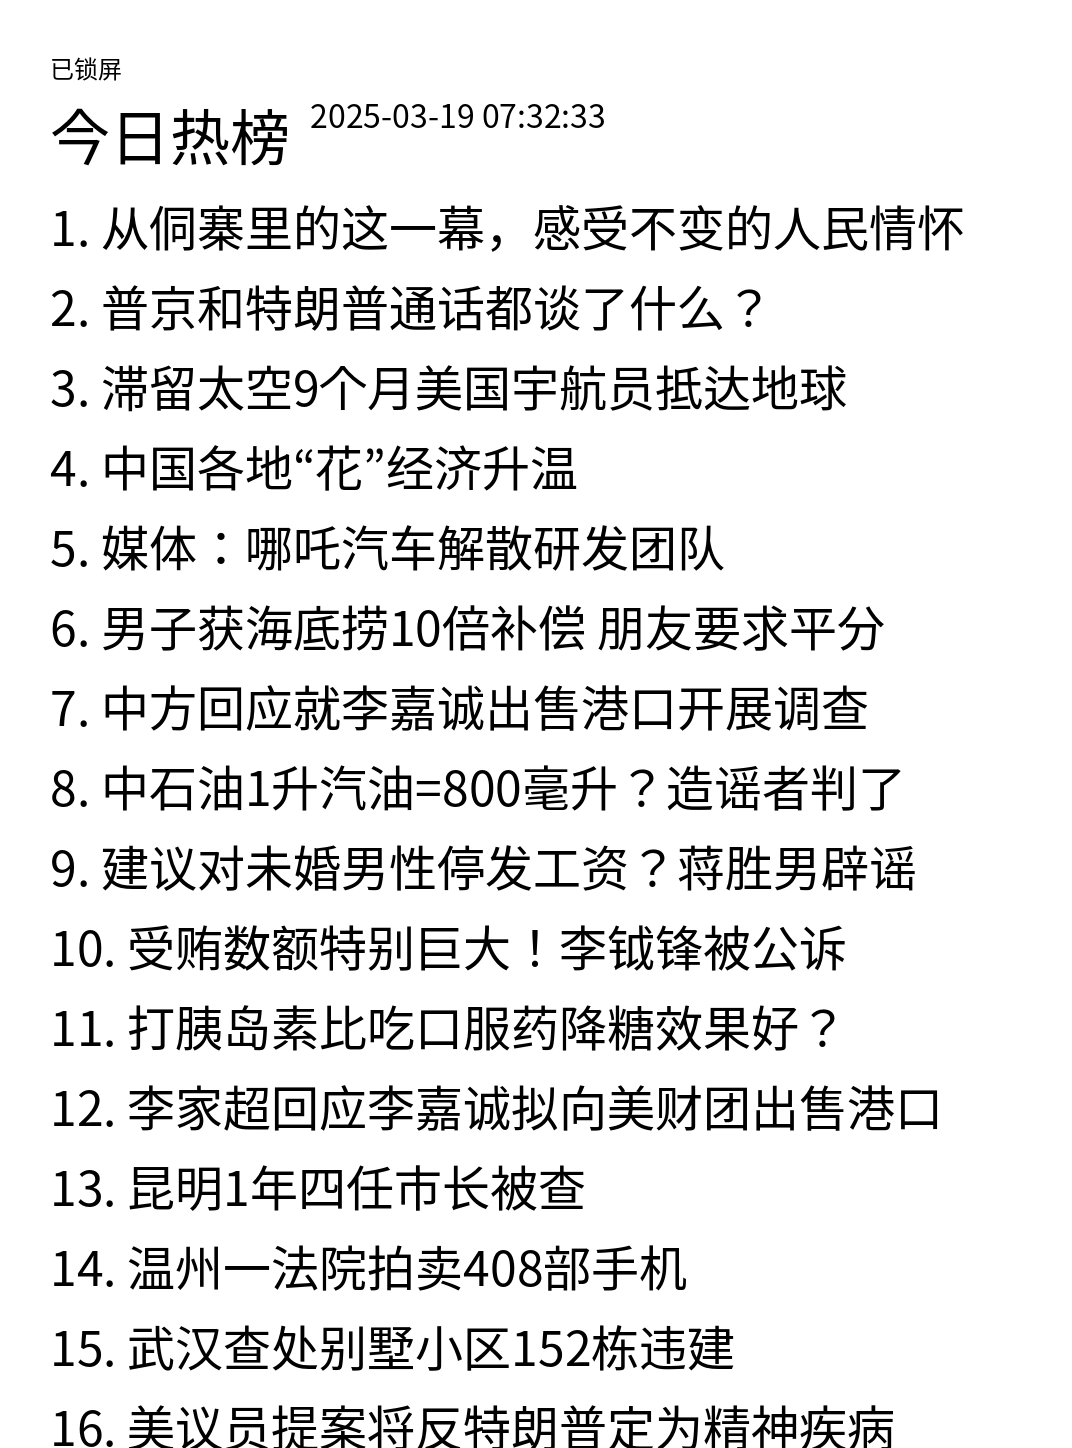 已锁屏
今日热榜 2025-03-19 07:32:33
1. 从侗寨里的这一幕，感受不变的人民情怀
2. 普京和特朗普通话都谈了什么？
3. 滞留太空9个月美国宇航员抵达地球
4. 中国各地“花”经济升温
5. 媒体：哪吒汽车解散研发团队
6. 男子获海底捞10倍补偿 朋友要求平分
7. 中方回应就李嘉诚出售港口开展调查
8. 中石油1升汽油=800毫升？造谣者判了
9. 建议对未婚男性停发工资？蒋胜男辟谣
10. 受贿数额特别巨大！李钺锋被公诉
11. 打胰岛素比吃口服药降糖效果好？
12. 李家超回应李嘉诚拟向美财团出售港口
13. 昆明1年四任市长被查
14. 温州一法院拍卖408部手机
15. 武汉查处别墅小区152栋违建
16. 美议员提案将反特朗普定为精神疾病